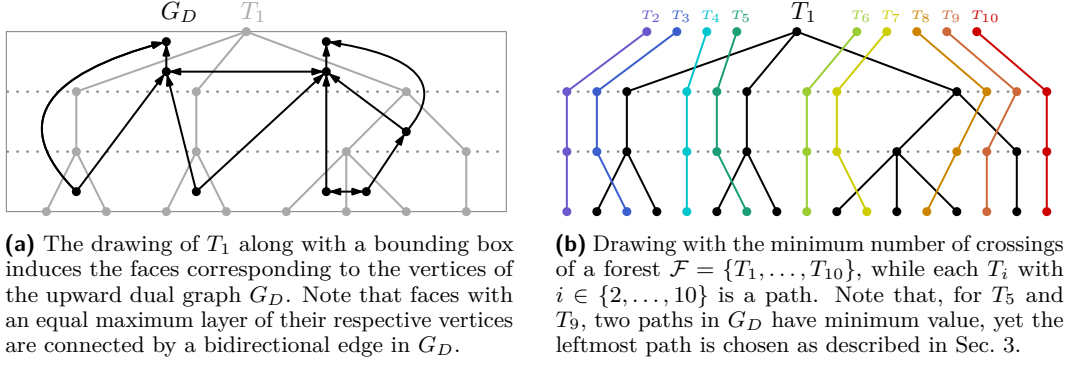 G_D T_1
T_2 T_3 T_4 T_5 T_1 T_6 T_7 T_8 T_9 T_10
(a) The drawing of T_1 along with a bounding box
induces the faces corresponding to the vertices of
the upward dual graph G_D. Note that faces with
an equal maximum layer of their respective vertices
are connected by a bidirectional edge in G_D.
(b) Drawing with the minimum number of crossings
of a forest F = {T_1, . . . , T_10}, while each T_i with
i ∈ {2, . . . , 10} is a path. Note that, for T_5 and
T_9, two paths in G_D have minimum value, yet the
leftmost path is chosen as described in Sec. 3.